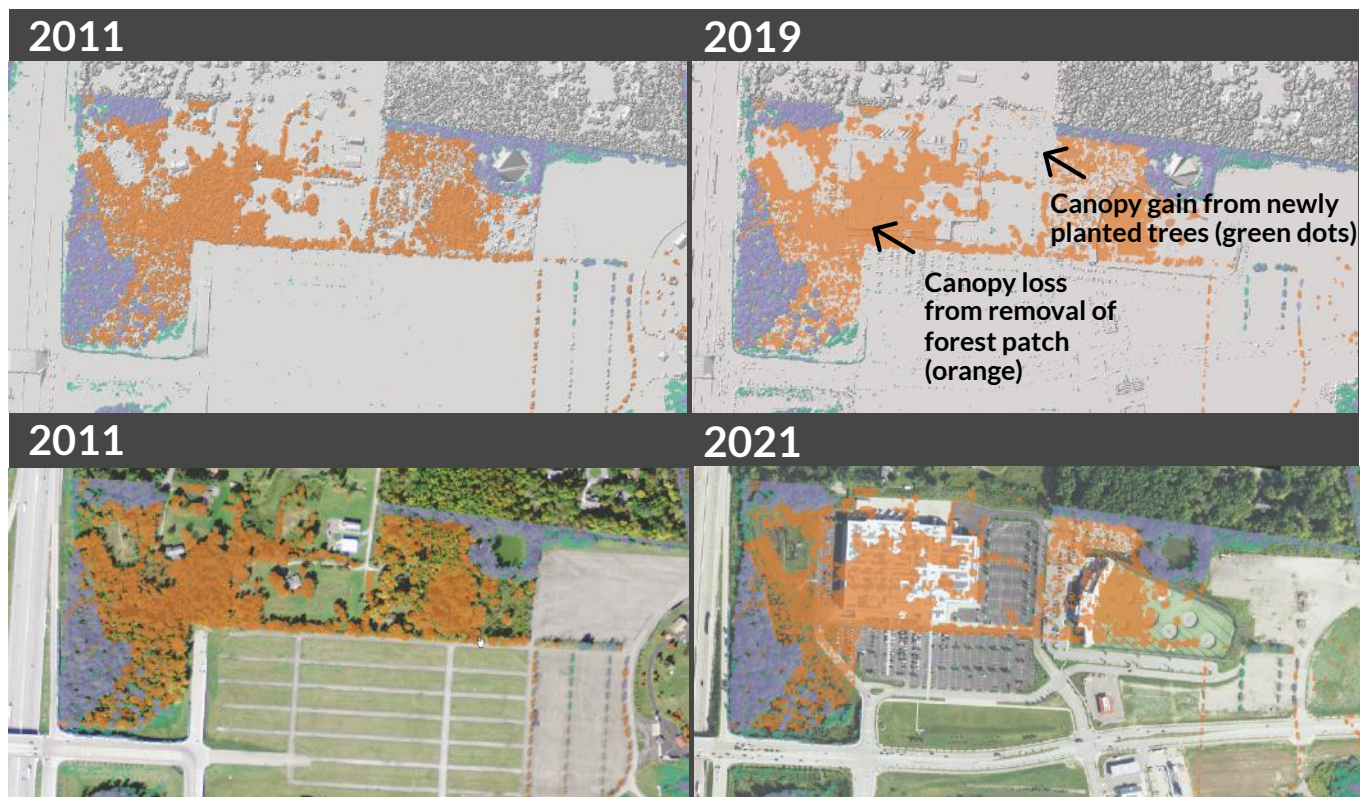 2011
2019
Canopy gain from newly
planted trees (green dots)
Canopy loss
from removal of
forest patch
(orange)
2011
2021